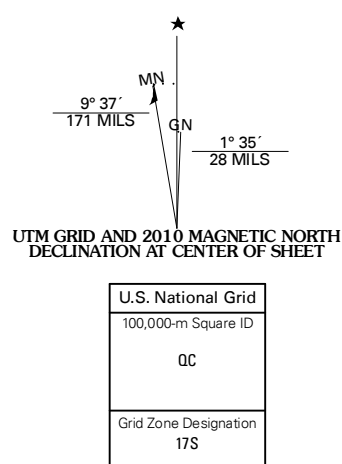 MN
9° 37´
171 MILS
GN
1° 35´
28 MILS
UTM GRID AND 2010 MAGNETIC NORTH
DECLINATION AT CENTER OF SHEET
U.S. National Grid
100,000-m Square ID
QC
Grid Zone Designation
17S